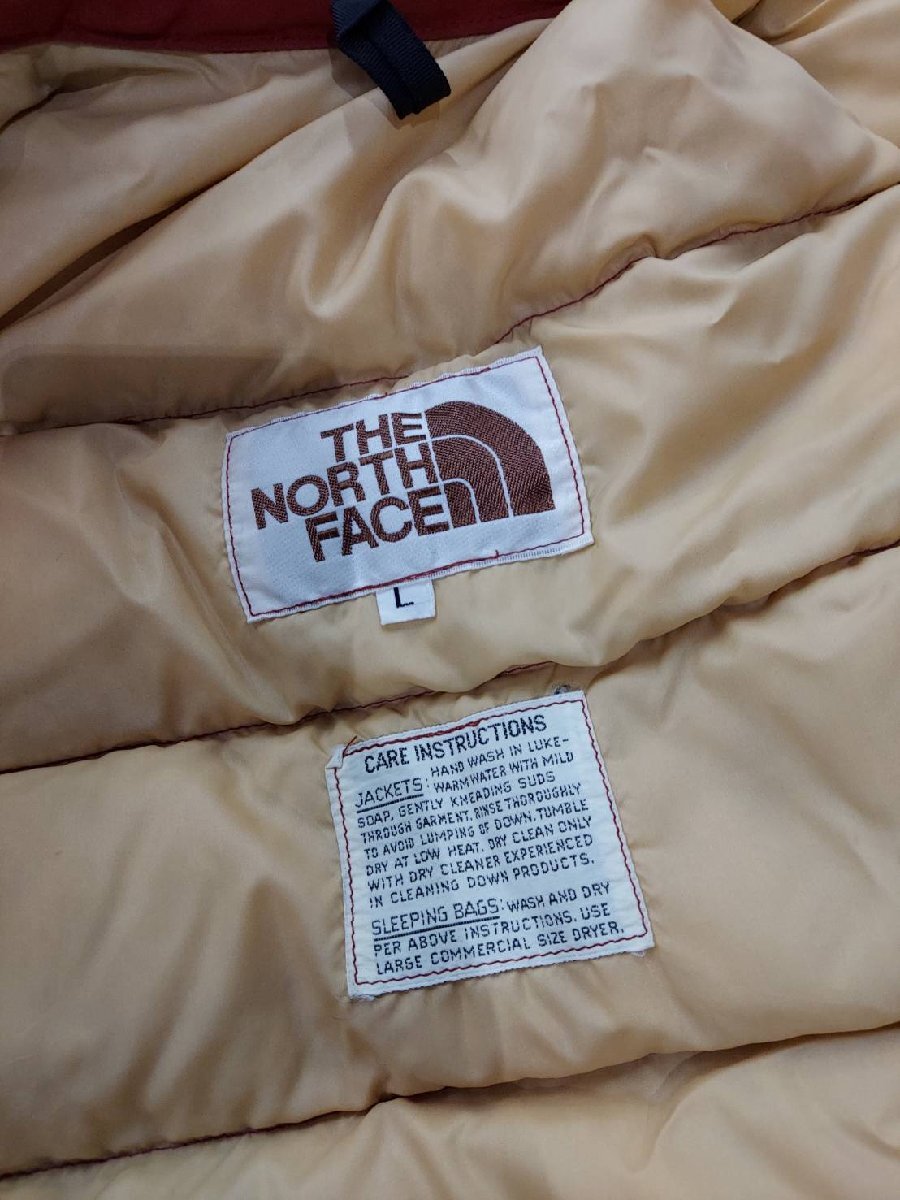 THE
NORTH
FACE
L
CARE INSTRUCTIONS
JACKETS: HAND WASH IN LUKE-
WARM WATER WITH MILD
SOAP, GENTLY KNEADING SUDS
THROUGH GARMENT. RINSE THOROUGHLY
TO AVOID LUMPING OF DOWN. TUMBLE
DRY AT LOW HEAT. DRY CLEAN ONLY
WITH DRY CLEANER EXPERIENCED
IN CLEANING DOWN PRODUCTS.
SLEEPING BAGS: WASH AND DRY
PER ABOVE INSTRUCTIONS. USE
LARGE COMMERCIAL SIZE DRYER.